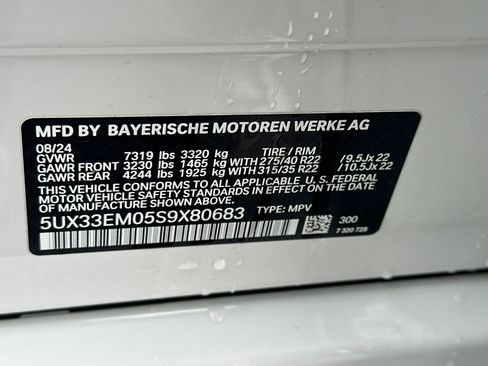 MFD BY BAYERISCHE MOTOREN WERKE AG
08/24 TIRE / RIM
GVWR 7319 lbs 3320 kg
GAWR FRONT 3230 lbs 1465 kg WITH 275/40 R22 / 9.5Jx 22
GAWR REAR 4244 lbs 1925 kg WITH 315/35 R22 / 10.5Jx 22
THIS VEHICLE CONFORMS TO ALL APPLICABLE U.S. FEDERAL
MOTOR VEHICLE SAFETY STANDARDS IN EFFECT ON THE DATE OF
MANUFACTURE SHOWN ABOVE.
5UX33EM05S9X80683 TYPE: MPV 300
7 320 729